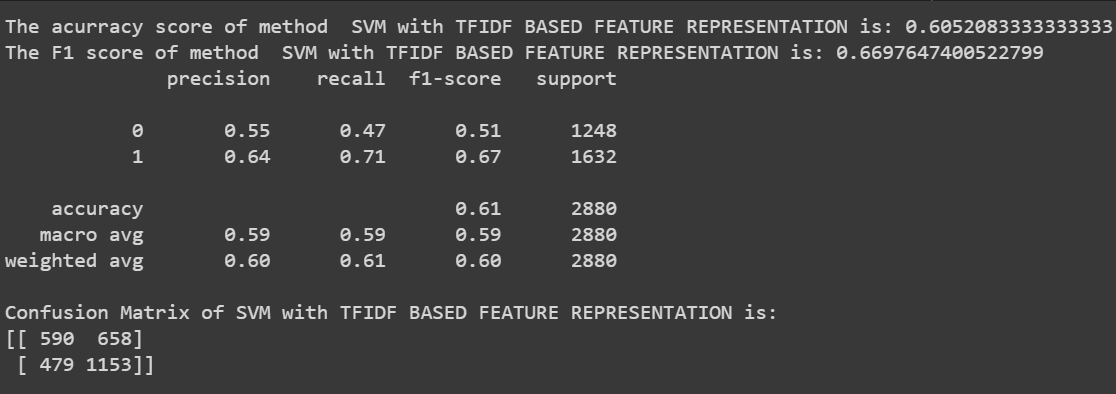 The acurracy score of method  SVM with TFIDF BASED FEATURE REPRESENTATION is: 0.6052083333333333
The F1 score of method  SVM with TFIDF BASED FEATURE REPRESENTATION is: 0.6697647400522799
              precision    recall  f1-score   support
           0       0.55      0.47      0.51      1248
           1       0.64      0.71      0.67      1632
    accuracy                           0.61      2880
   macro avg       0.59      0.59      0.59      2880
weighted avg       0.60      0.61      0.60      2880
Confusion Matrix of SVM with TFIDF BASED FEATURE REPRESENTATION is:
[[ 590  658]
 [ 479 1153]]